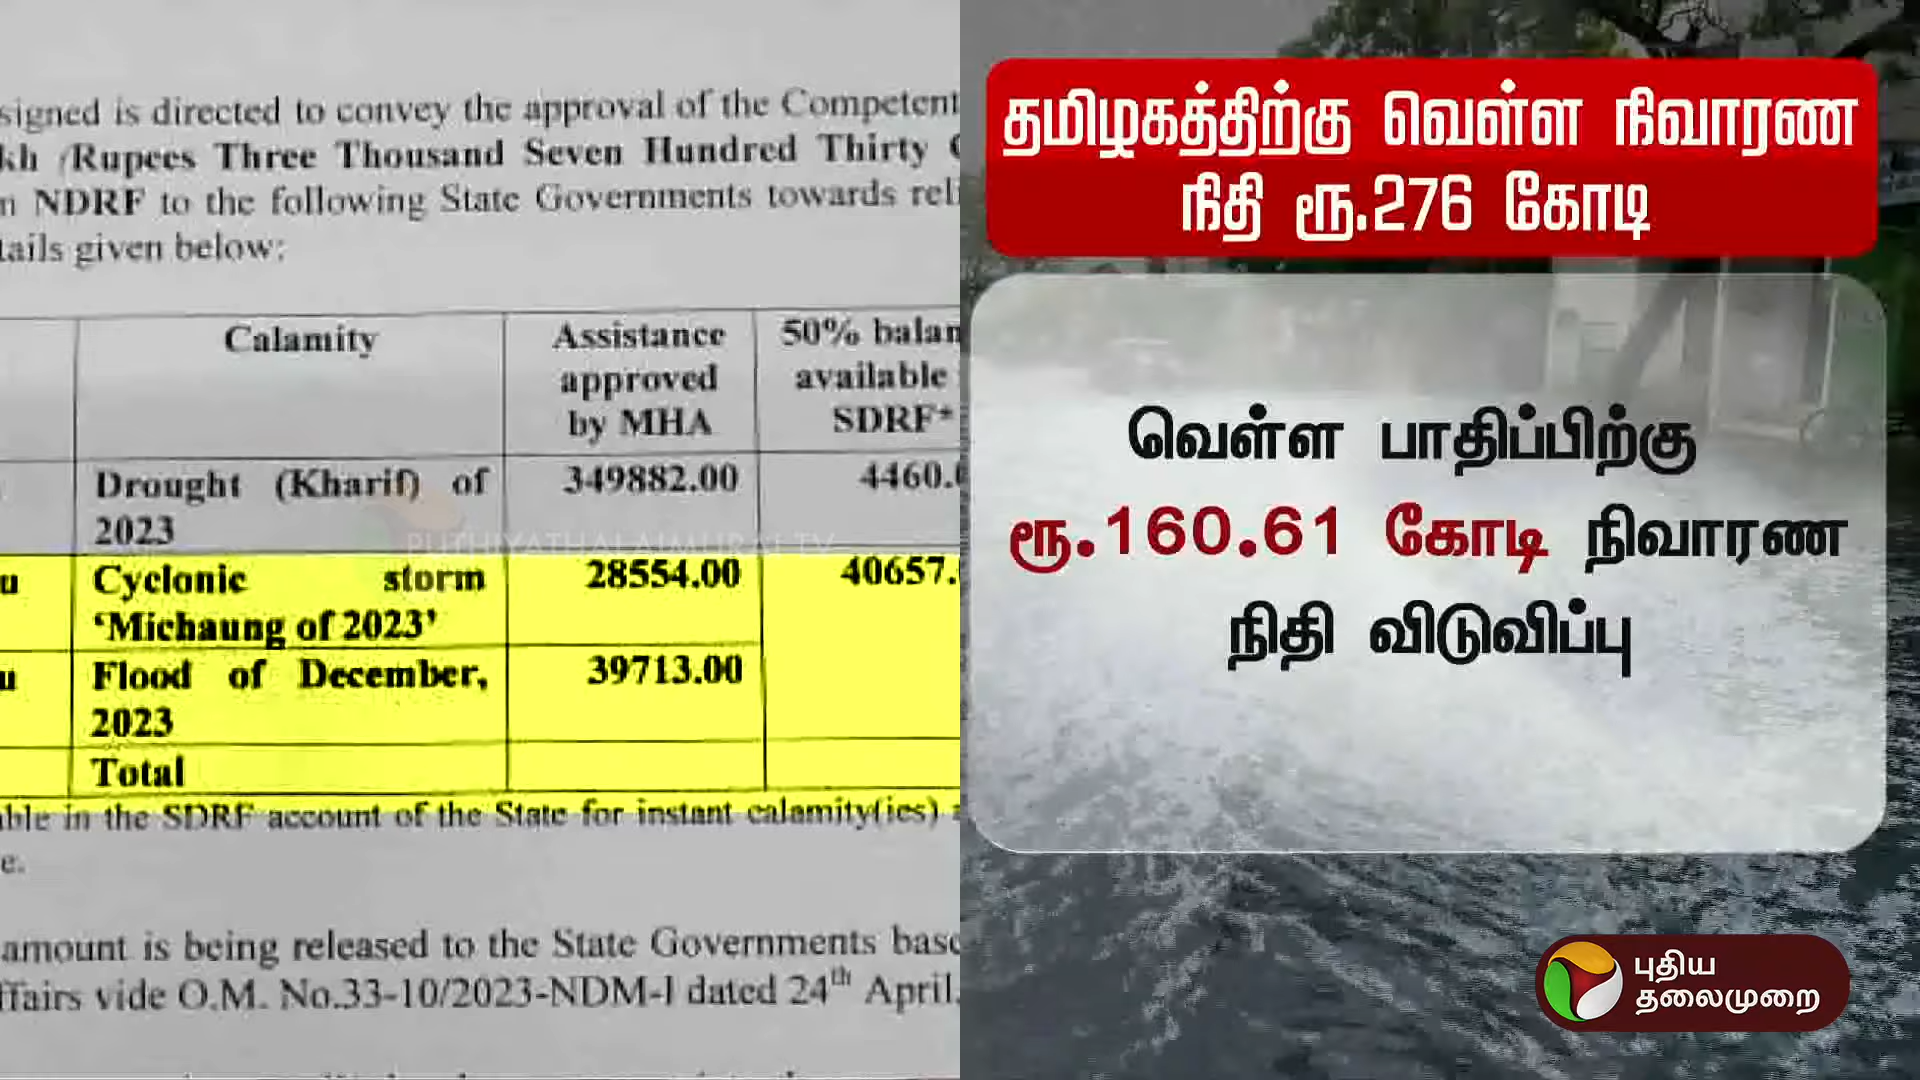 signed is directed to convey the approval of the Competent
kh (Rupees Three Thousand Seven Hundred Thirty
m NDRF to the following State Governments towards reli
tails given below:
Calamity
Assistance
approved
by MHA
50% balan
available
SDRF*
Drought (Kharif) of
2023
349882.00
4460.
PUTHIYATHALAIMURAI TV
u
Cyclonic storm
‘Michaung of 2023’
28554.00
40657.
u
Flood of December,
2023
39713.00
Total
able in the SDRF account of the State for instant calamity(ies)
e.
amount is being released to the State Governments base
ffairs vide O.M. No.33-10/2023-NDM-I dated 24th April.
தமிழகத்திற்கு வெள்ள நிவாரண
நிதி ரூ.276 கோடி
வெள்ள பாதிப்பிற்கு
ரூ.160.61 கோடி நிவாரண
நிதி விடுவிப்பு
புதிய
தலைமுறை